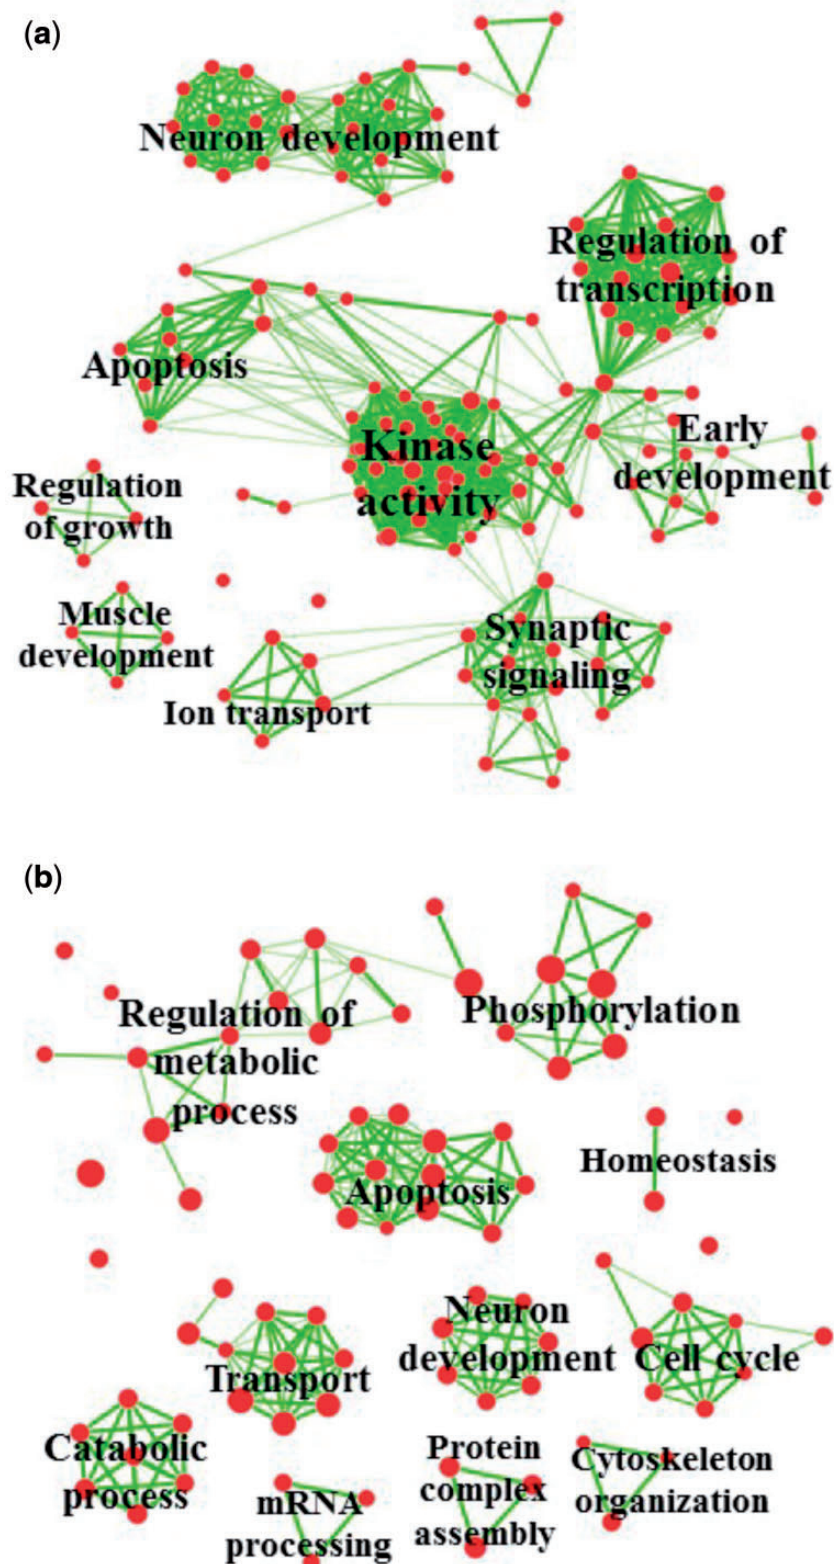 (a)
Neuron development
Regulation of
transcription
Apoptosis
Kinase
activity
Early
development
Regulation
of growth
Muscle
development
Ion transport
Synaptic
signaling
(b)
Regulation of
metabolic
process
Phosphorylation
Homeostasis
Apoptosis
Neuron
development
Cell cycle
Transport
Catabolic
process
mRNA
processing
Protein
complex
assembly
Cytoskeleton
organization